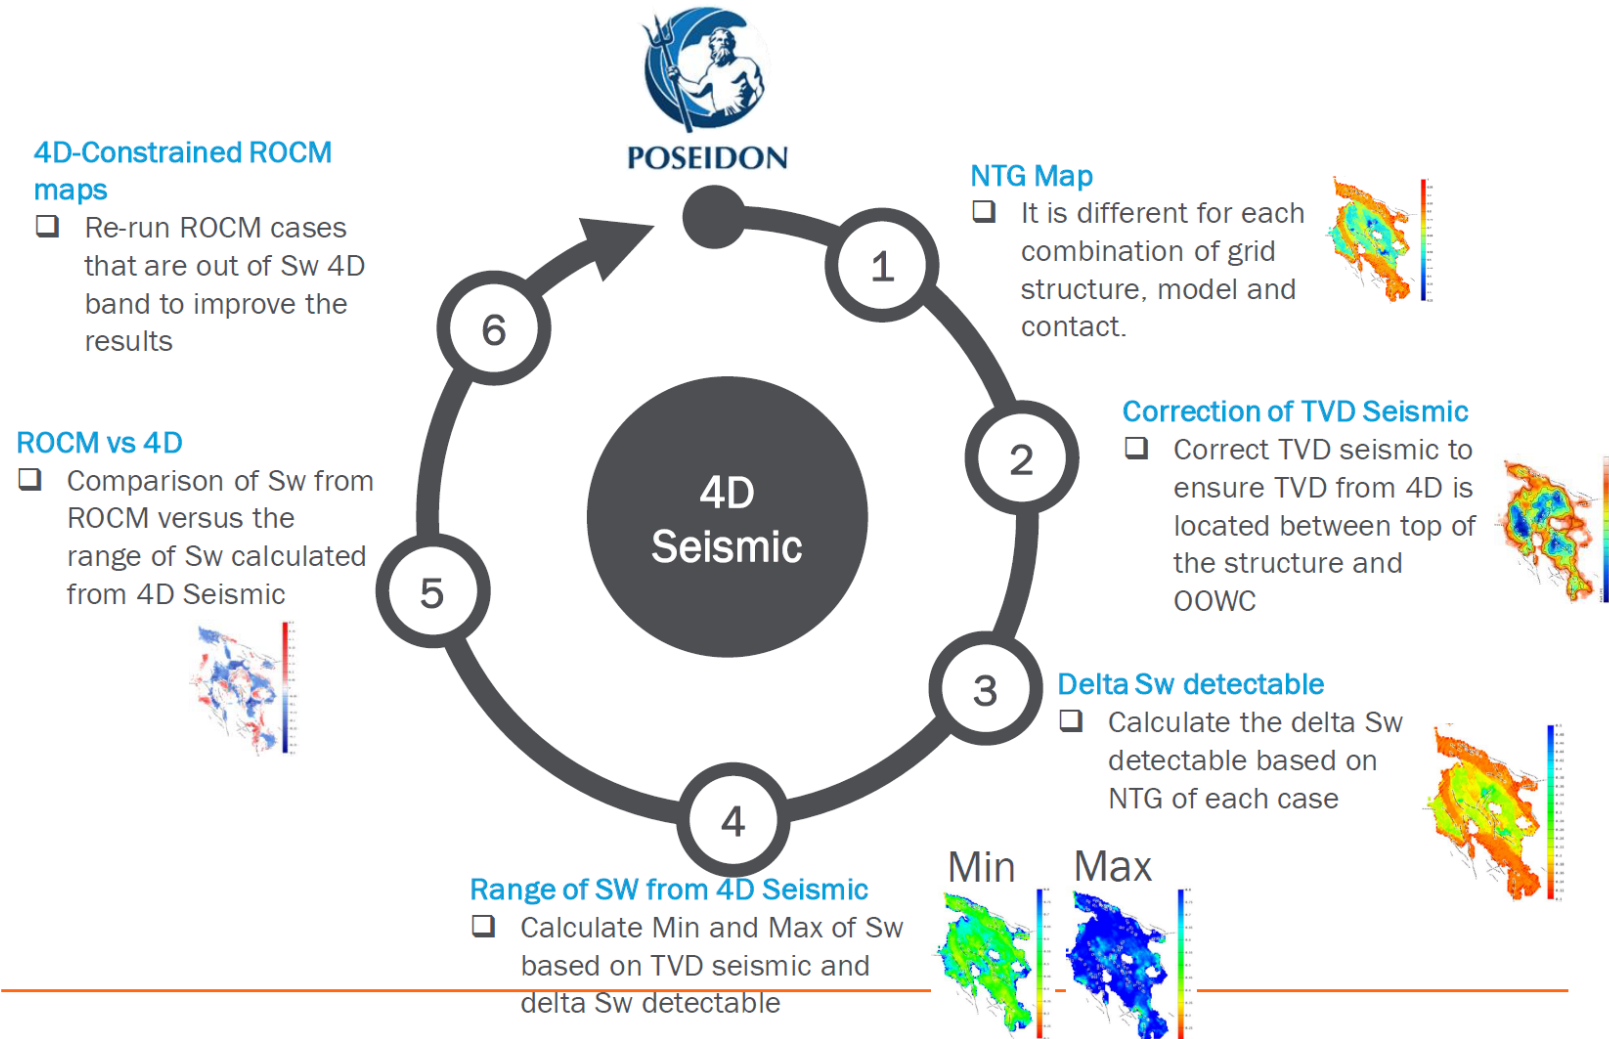 POSEIDON
4D
Seismic
1
NTG Map
It is different for each
combination of grid
structure, model and
contact.
2
Correction of TVD Seismic
Correct TVD seismic to
ensure TVD from 4D is
located between top of
the structure and
OOWC
3
Delta Sw detectable
Calculate the delta Sw
detectable based on
NTG of each case
4
Range of SW from 4D Seismic
Calculate Min and Max of Sw
based on TVD seismic and
delta Sw detectable
Min
Max
5
ROCM vs 4D
Comparison of Sw from
ROCM versus the
range of Sw calculated
from 4D Seismic
6
4D-Constrained ROCM
maps
Re-run ROCM cases
that are out of Sw 4D
band to improve the
results